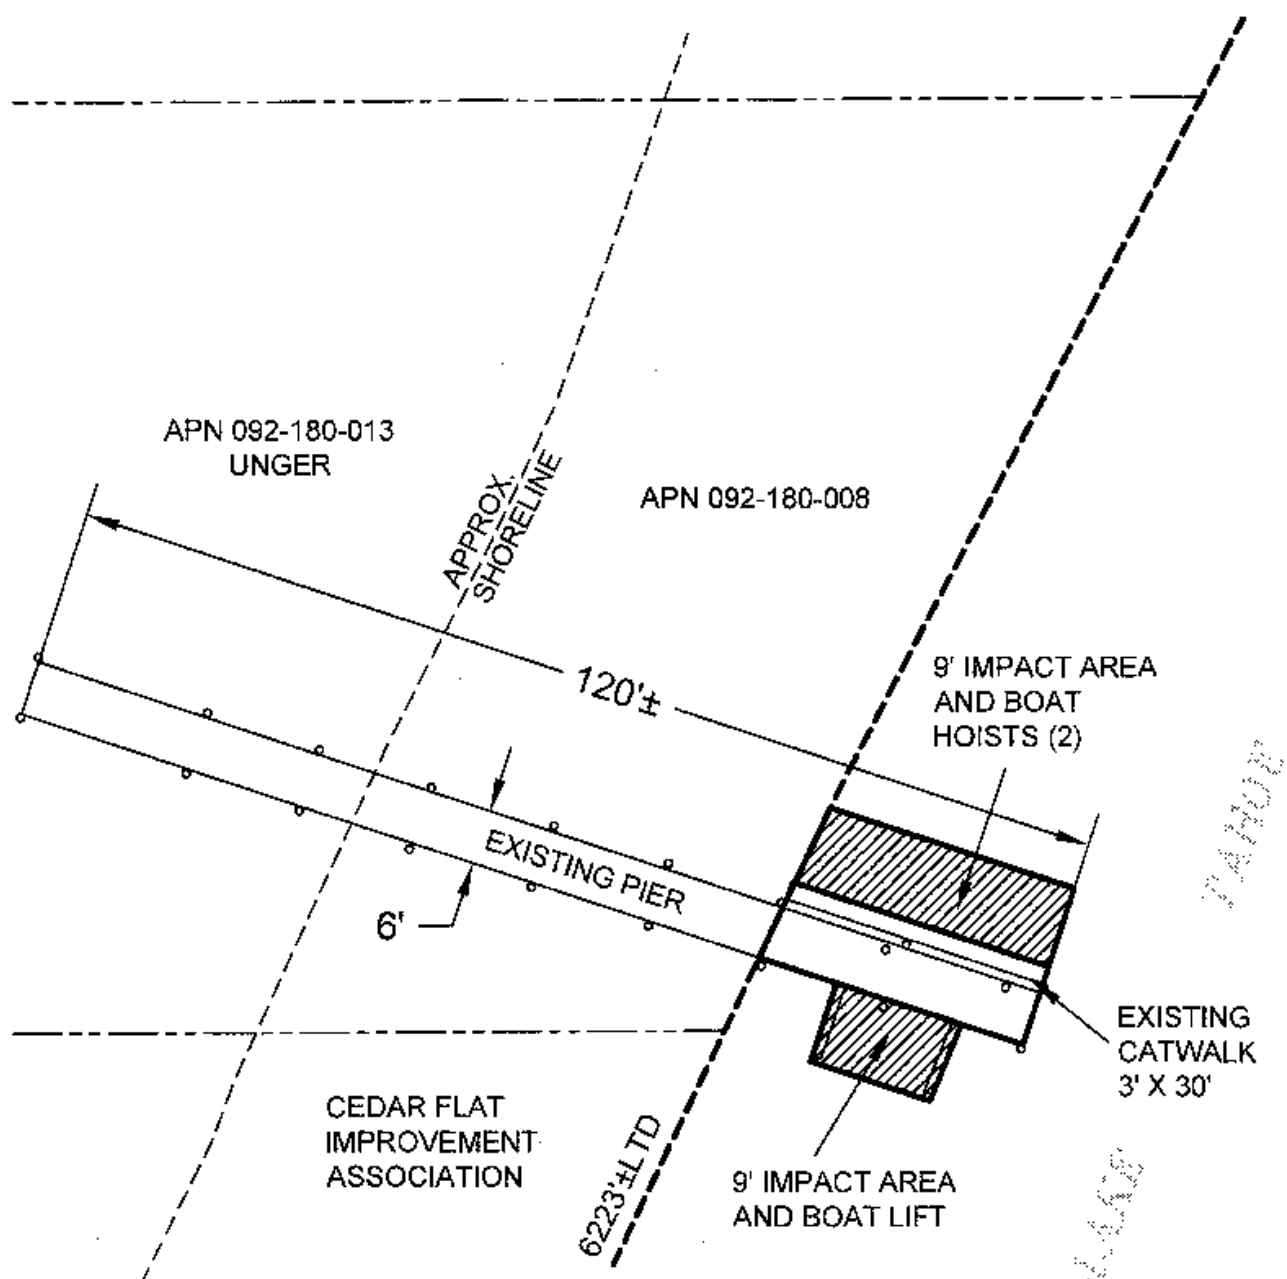 APN 092-180-013
UNGER
APPROX.
SHORELINE
APN 092-180-008
120'±
9' IMPACT AREA
AND BOAT
HOISTS (2)
TAHOE
EXISTING PIER
6'
EXISTING
CATWALK
3' X 30'
CEDAR FLAT
IMPROVEMENT
ASSOCIATION
6223'±LTD
9' IMPACT AREA
AND BOAT LIFT
LAKE